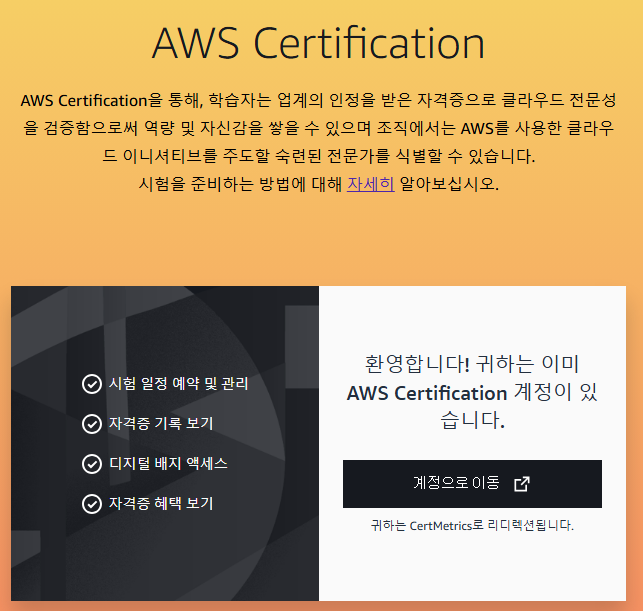 AWS Certification
AWS Certification을 통해, 학습자는 업계의 인정을 받은 자격증으로 클라우드 전문성
을 검증함으로써 역량 및 자신감을 쌓을 수 있으며 조직에서는 AWS를 사용한 클라우
드 이니셔티브를 주도할 숙련된 전문가를 식별할 수 있습니다.
시험을 준비하는 방법에 대해 자세히 알아보십시오.
시험 일정 예약 및 관리
자격증 기록 보기
디지털 배지 액세스
자격증 혜택 보기
환영합니다! 귀하는 이미
AWS Certification 계정이 있
습니다.
계정으로 이동
귀하는 CertMetrics로 리디렉션됩니다.